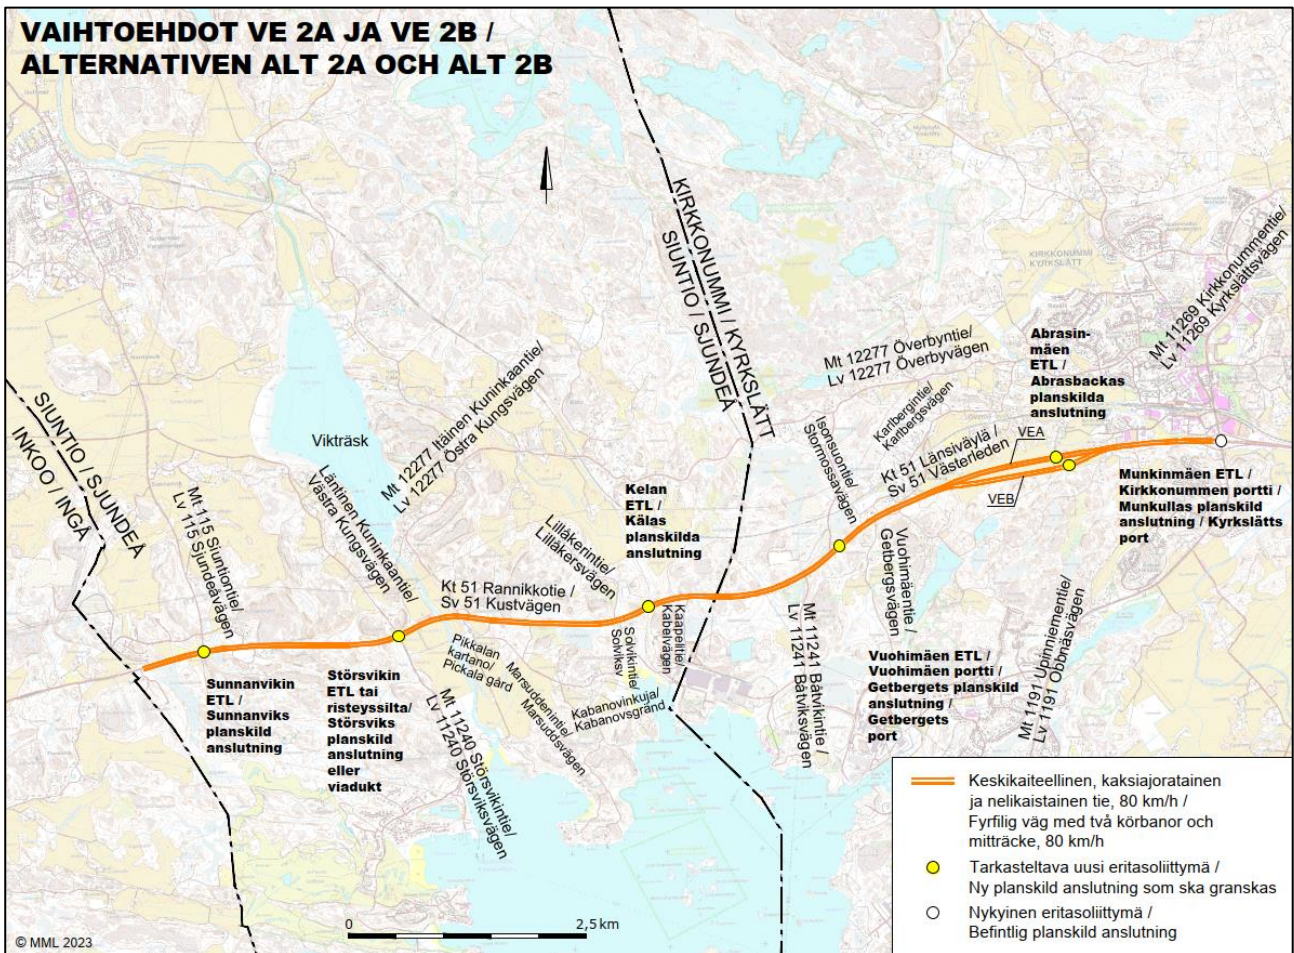 VAIHTOEHDOT VE 2A JA VE 2B /
ALTERNATIVEN ALT 2A OCH ALT 2B
KIRKKONUMMI / KYRKSLÄTT
SIUNTIO / SJUNDEÅ
SIUNTIO / SJUNDEÅ
INKOO / INGÅ
KIRKKONUMMI
KYRKSLÄTT
Mt 11269 Kirkkonummentie/
Lv 11269 Kyrkslättsvägen
Mt 12277 Överbyntie/
Lv 12277 Överbyvägen
Abrasin-
mäen
ETL /
Abrasbackas
planskilda
anslutning
Karlbergintie/
Karlbergsvägen
Isonsuontie/
Stormossavägen
Kt 51 Länsiväylä /
Sv 51 Västerleden
VEA
VEB
Munkinmäen ETL /
Kirkkonummen portti /
Munkullas planskild
anslutning / Kyrkslätts
port
Vikträsk
Mt 12277 Itäinen Kuninkaantie/
Lv 12277 Östra Kungsvägen
Läntinen Kuninkaantie/
Västra Kungsvägen
Mt 115 Siuntiontie/
Lv 115 Sjundeåvägen
Kelan
ETL /
Kälas
planskilda
anslutning
Lilläkerintie/
Lilläkersvägen
Kt 51 Rannikkotie /
Sv 51 Kustvägen
Vuohimäentie /
Getbergsvägen
Solvikintie/
Solviksv
Kaapelitie/
Kabelvägen
Pikkalan
kartano/
Pickala gård
Marsuddenintie/
Marsuddsvägen
Kabanovinkuja/
Kabanovsgränd
Mt 11241 Båtvikintie /
Lv 11241 Båtviksvägen
Vuohimäen ETL /
Vuohimäen portti /
Getbergets planskild
anslutning /
Getbergets
port
Mt 1191 Upinniementie/
Lv 1191 Obbnäsvägen
Sunnanvikin
ETL /
Sunnanviks
planskild
anslutning
Störsvikin
ETL tai
risteyssilta/
Störsviks
planskild
anslutning
eller
viadukt
Mt 11240 Störsvikintie/
Lv 11240 Störsviksvägen
Keskikaiteellinen, kaksiajoratainen
ja nelikaistainen tie, 80 km/h /
Fyrfilig väg med två körbanor och
mitträcke, 80 km/h
Tarkasteltava uusi eritasoliittymä /
Ny planskild anslutning som ska granskas
Nykyinen eritasoliittymä /
Befintlig planskild anslutning
0 2,5 km
© MML 2023